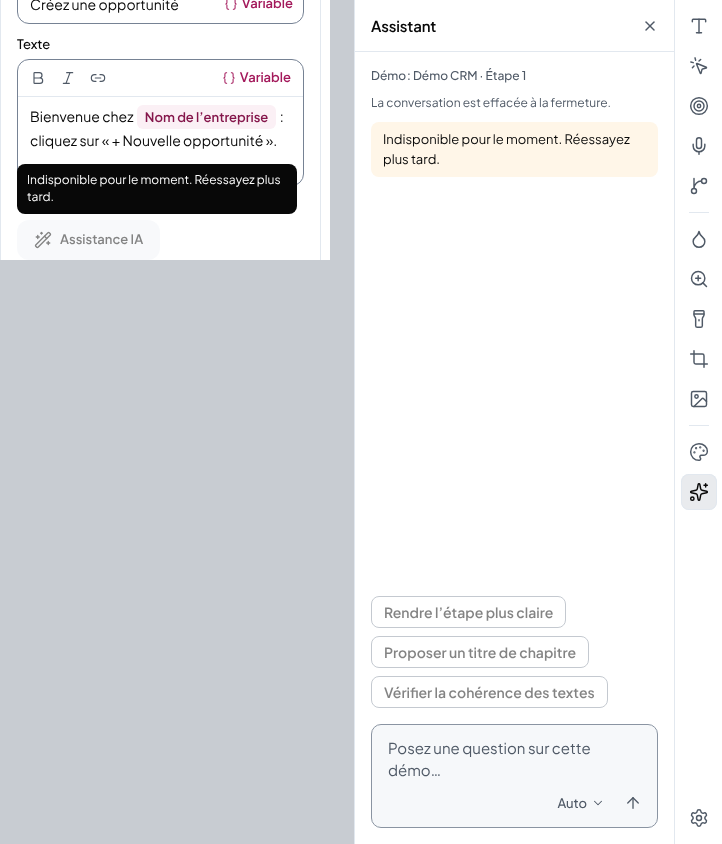 Créez une opportunité
{ } Variable
Texte
B I { } Variable
Bienvenue chez Nom de l’entreprise :
cliquez sur « + Nouvelle opportunité ».
Indisponible pour le moment. Réessayez plus
tard.
Assistance IA
Assistant
Démo : Démo CRM · Étape 1
La conversation est effacée à la fermeture.
Indisponible pour le moment. Réessayez
plus tard.
Rendre l’étape plus claire
Proposer un titre de chapitre
Vérifier la cohérence des textes
Posez une question sur cette
démo…
Auto